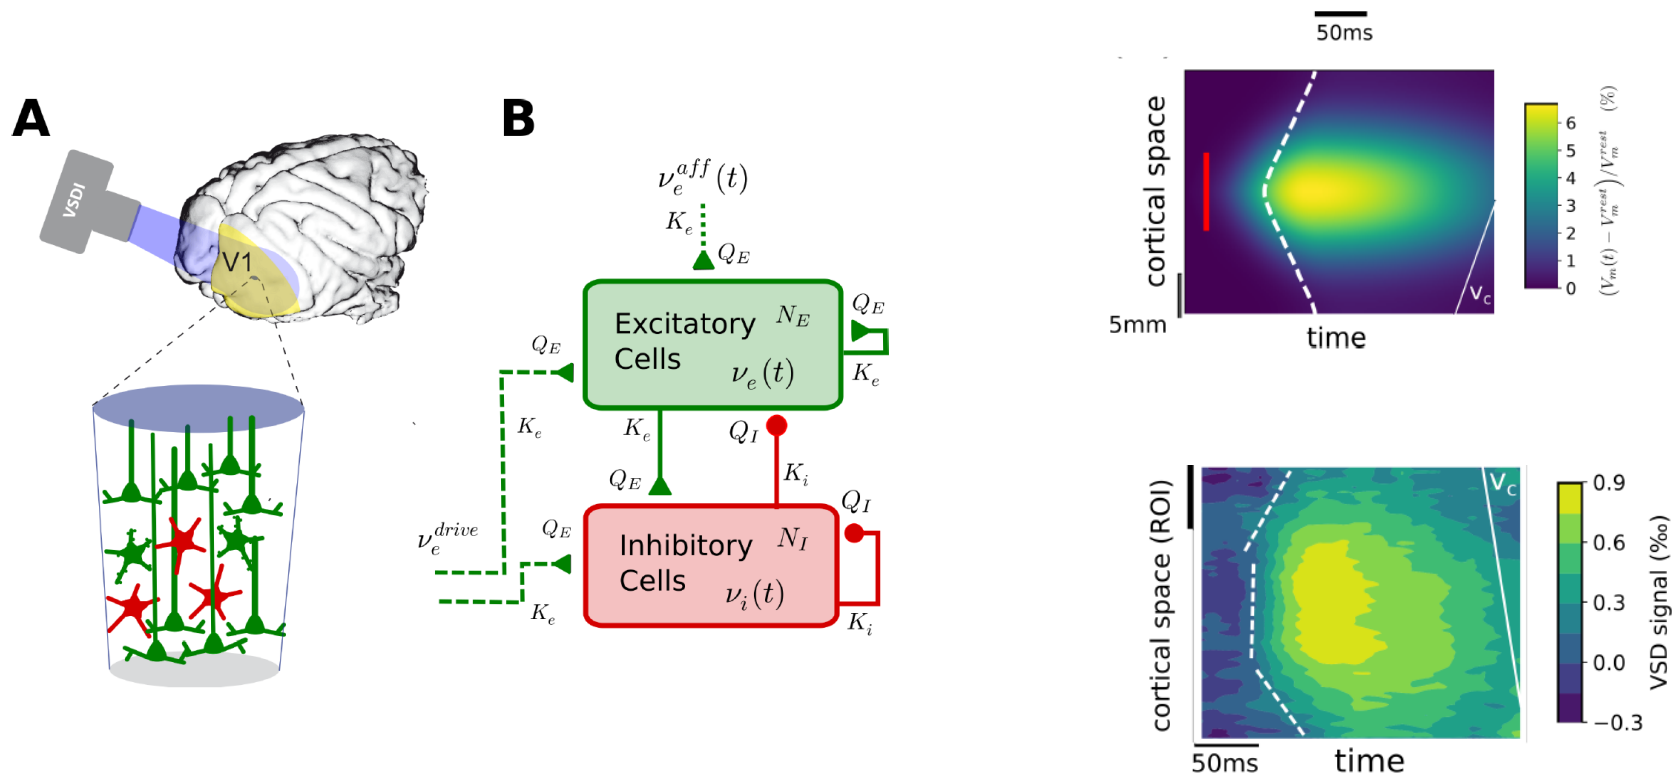 A
VSDI
V1
B
ν_e^{aff}(t)
K_e
Q_E
Excitatory
Cells
N_E
ν_e(t)
Q_E
K_e
Q_E
K_e
K_e
Q_E
Q_I
K_i
ν_e^{drive}
Q_E
K_e
Inhibitory
Cells
N_I
ν_i(t)
Q_I
K_i
50ms
cortical space
5mm
time
v_c
6
5
4
3
2
1
0
(V_m(t) − V_m^{rest})/V_m^{rest} (%)
cortical space (ROI)
50ms
time
v_c
0.9
0.6
0.3
0.0
−0.3
VSD signal (‰)